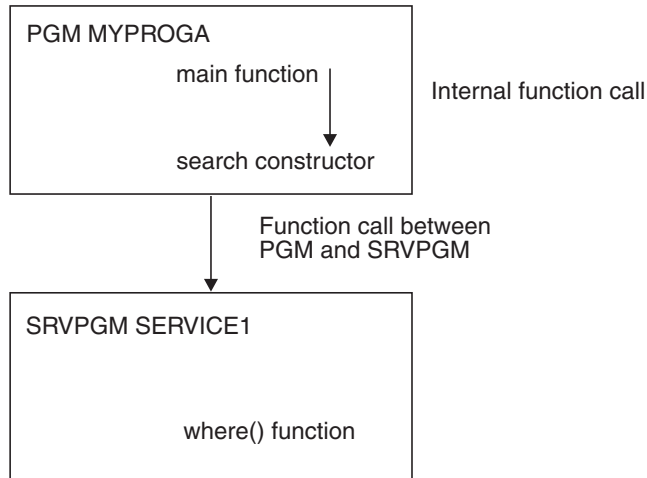 PGM MYPROGA
main function
Internal function call
search constructor
Function call between
PGM and SRVPGM
SRVPGM SERVICE1
where() function